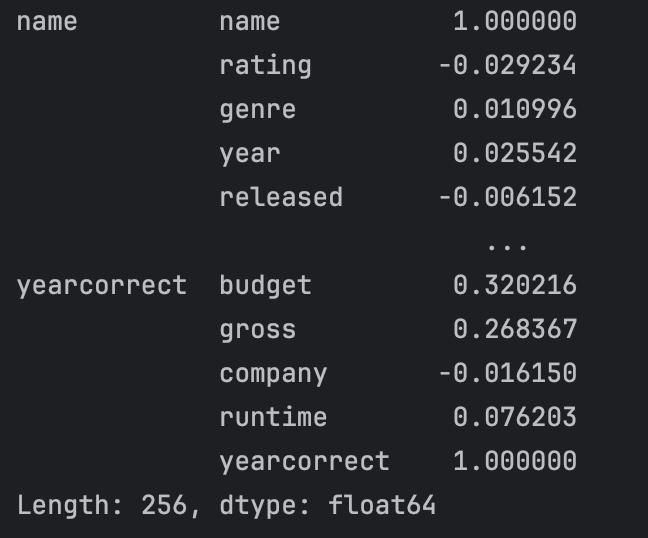 name         name           1.000000
             rating        -0.029234
             genre          0.010996
             year           0.025542
             released      -0.006152
                              ...
yearcorrect  budget         0.320216
             gross          0.268367
             company       -0.016150
             runtime        0.076203
             yearcorrect    1.000000
Length: 256, dtype: float64